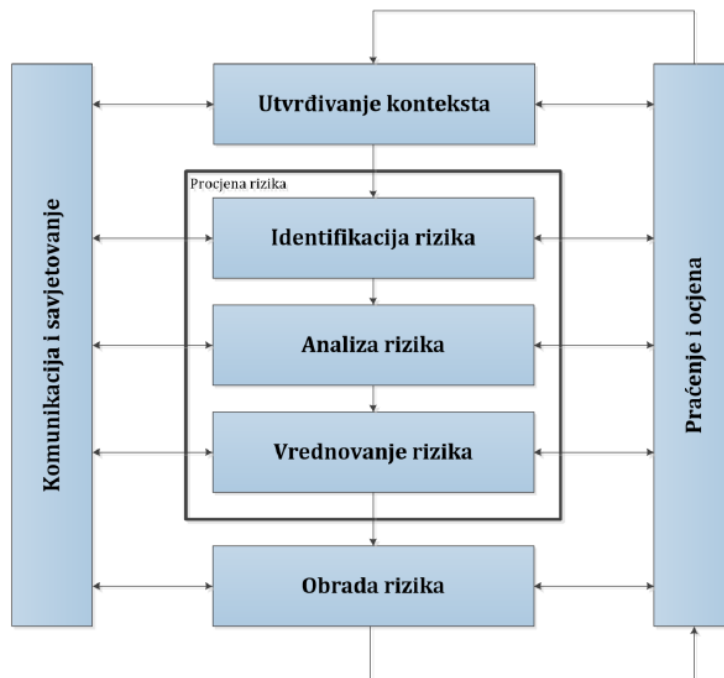 Utvrđivanje konteksta
Procjena rizika
Identifikacija rizika
Analiza rizika
Vrednovanje rizika
Obrada rizika
Komunikacija i savjetovanje
Praćenje i ocjena